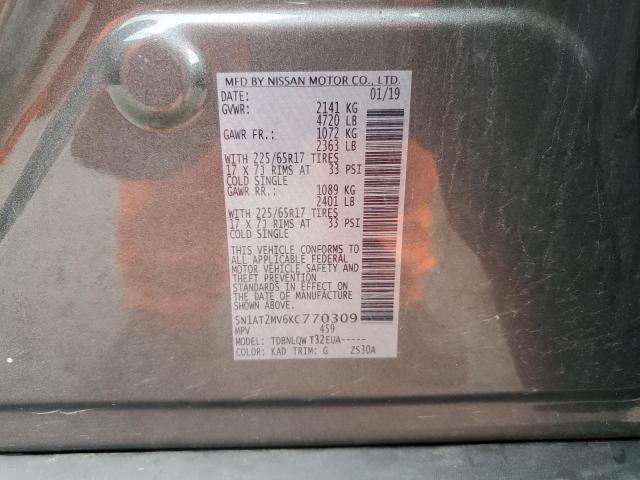 MFD BY NISSAN MOTOR CO., LTD.
DATE: 01/19
GVWR: 2141 KG
4720 LB
GAWR FR.: 1072 KG
2363 LB
WITH 225/65R17 TIRES
17 X 7J RIMS AT 33 PSI
COLD SINGLE
GAWR RR.: 1089 KG
2401 LB
WITH 225/65R17 TIRES
17 X 7J RIMS AT 33 PSI
COLD SINGLE
THIS VEHICLE CONFORMS TO
ALL APPLICABLE FEDERAL
MOTOR VEHICLE SAFETY AND
THEFT PREVENTION
STANDARDS IN EFFECT ON
THE DATE OF MANUFACTURE
SHOWN ABOVE.
5N1AT2MV6KC770309
MPV 459
MODEL: TDBNLQW T32EUA-----
COLOR: KAD TRIM: G ZS30A